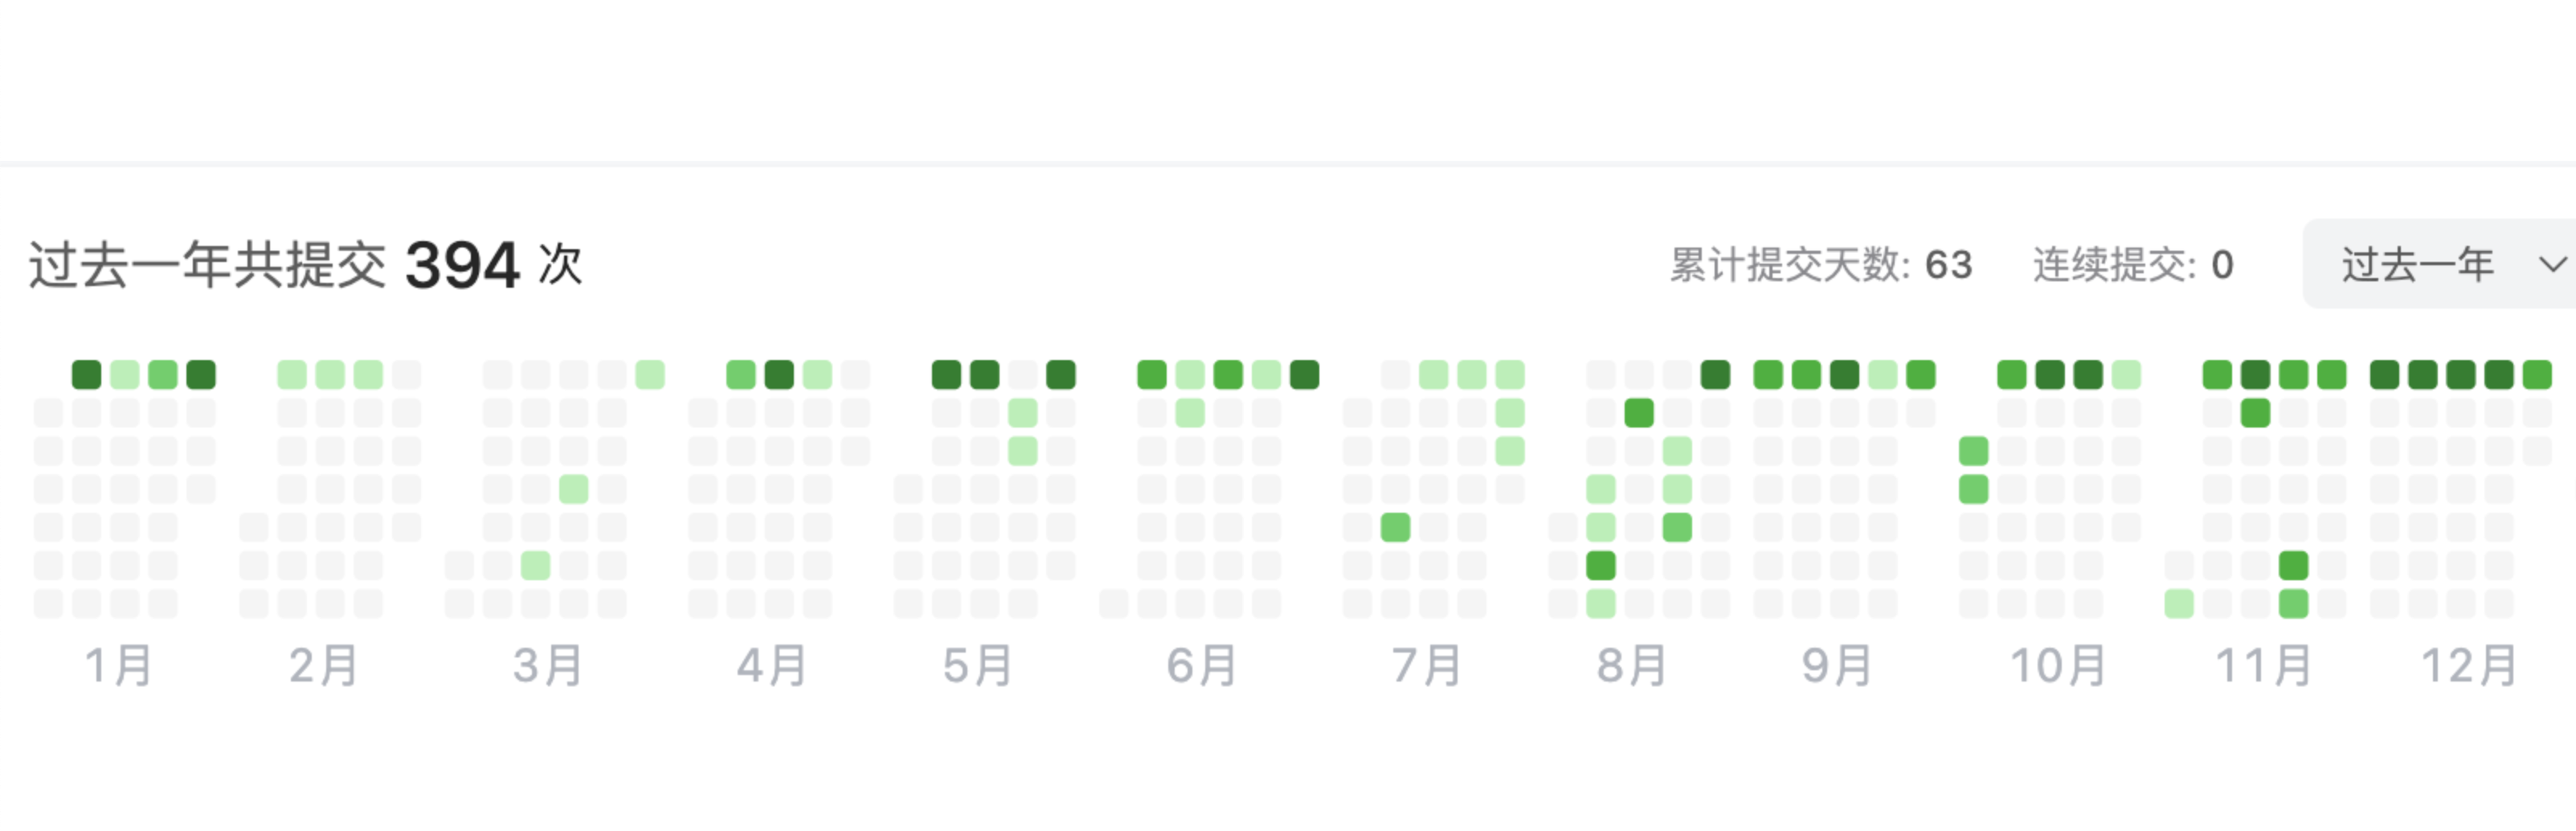 过去一年共提交 394 次
累计提交天数: 63 连续提交: 0 过去一年
1月 2月 3月 4月 5月 6月 7月 8月 9月 10月 11月 12月